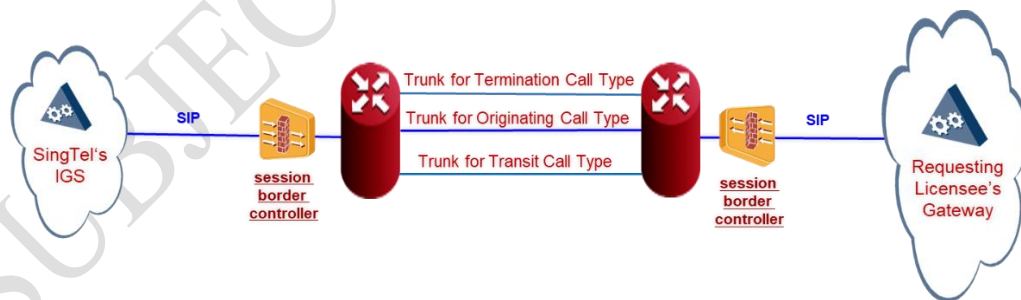 SUBJEC
Trunk for Termination Call Type
SIP
Trunk for Originating Call Type
SIP
SingTel's
IGS
Trunk for Transit Call Type
session
border
controller
session
border
controller
Requesting
Licensee's
Gateway